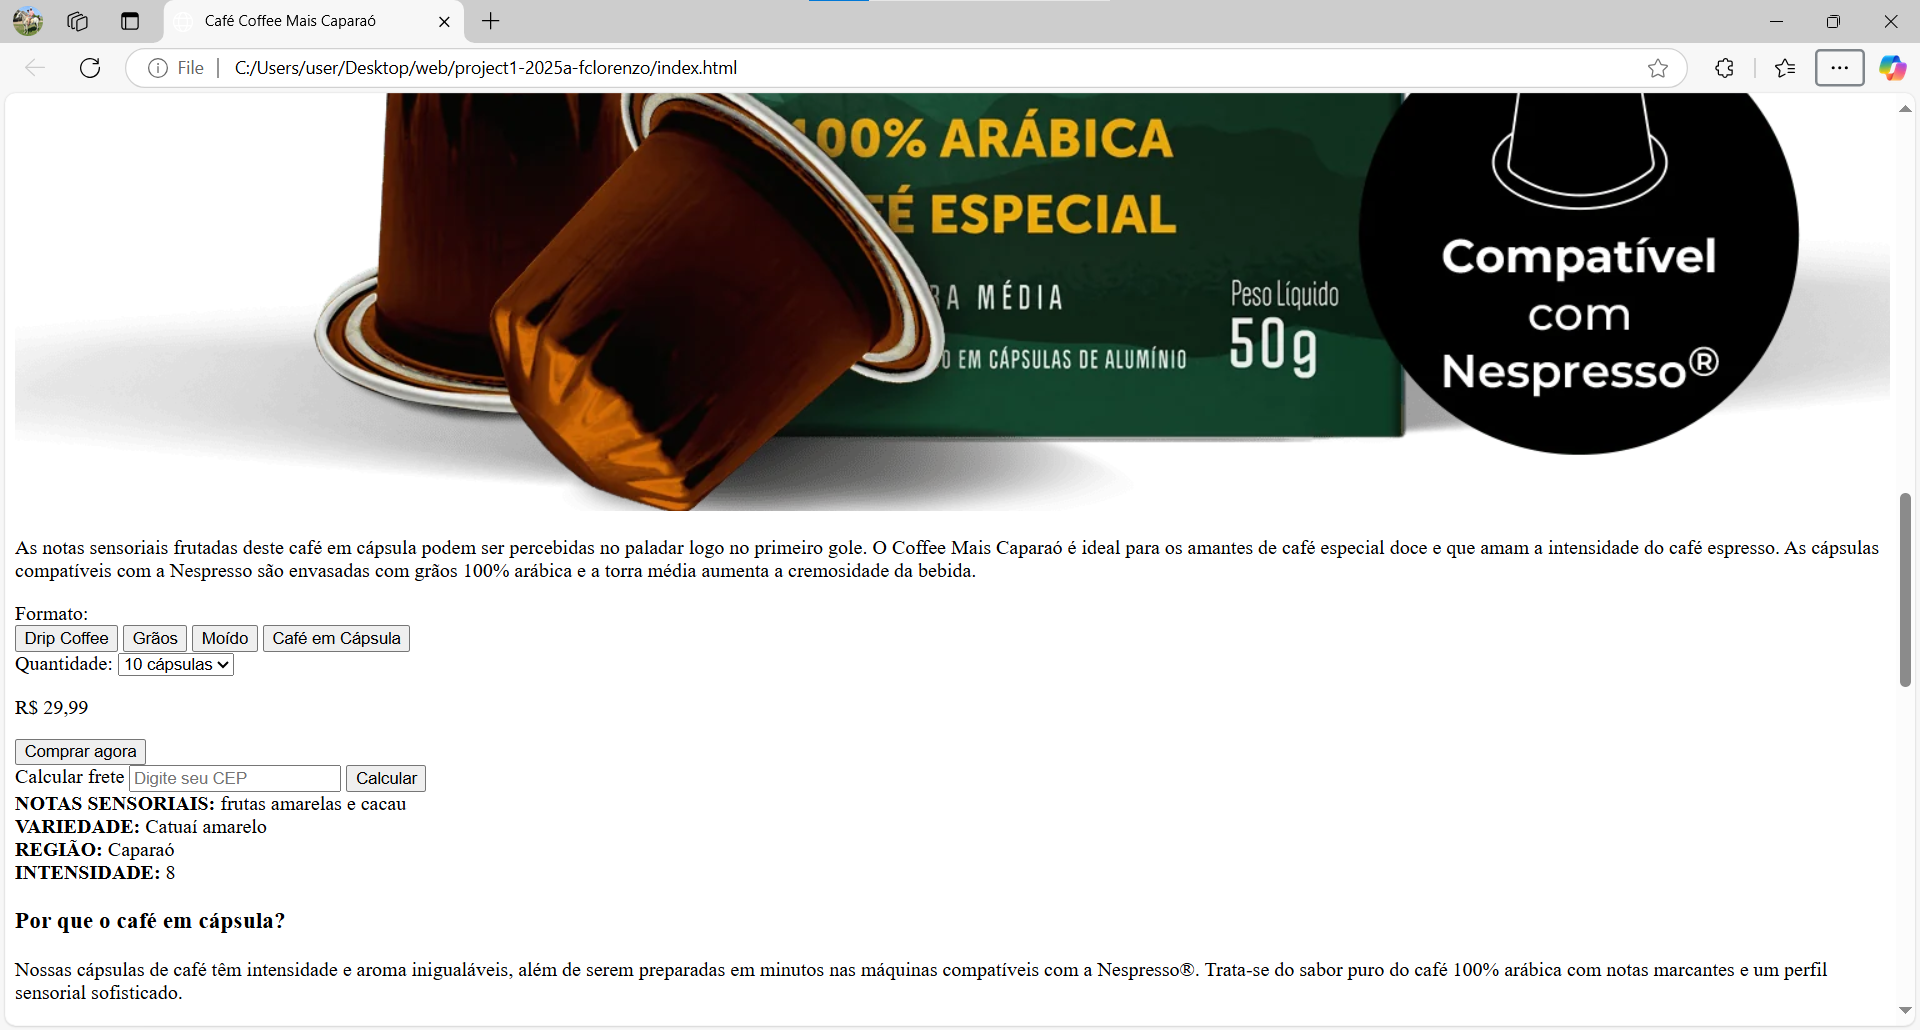 Café Coffee Mais Caparaó
File
C:/Users/user/Desktop/web/project1-2025a-fclorenzo/index.html
100% ARÁBICA
FÉ ESPECIAL
RA MÉDIA
O EM CÁPSULAS DE ALUMÍNIO
Peso Líquido
50g
Compatível
com
Nespresso®
As notas sensoriais frutadas deste café em cápsula podem ser percebidas no paladar logo no primeiro gole. O Coffee Mais Caparaó é ideal para os amantes de café especial doce e que amam a intensidade do café espresso. As cápsulas
compatíveis com a Nespresso são envasadas com grãos 100% arábica e a torra média aumenta a cremosidade da bebida.
Formato:
Drip Coffee Grãos Moído Café em Cápsula
Quantidade: 10 cápsulas
R$ 29,99
Comprar agora
Calcular frete Digite seu CEP Calcular
NOTAS SENSORIAIS: frutas amarelas e cacau
VARIEDADE: Catuaí amarelo
REGIÃO: Caparaó
INTENSIDADE: 8
Por que o café em cápsula?
Nossas cápsulas de café têm intensidade e aroma inigualáveis, além de serem preparadas em minutos nas máquinas compatíveis com a Nespresso®. Trata-se do sabor puro do café 100% arábica com notas marcantes e um perfil
sensorial sofisticado.